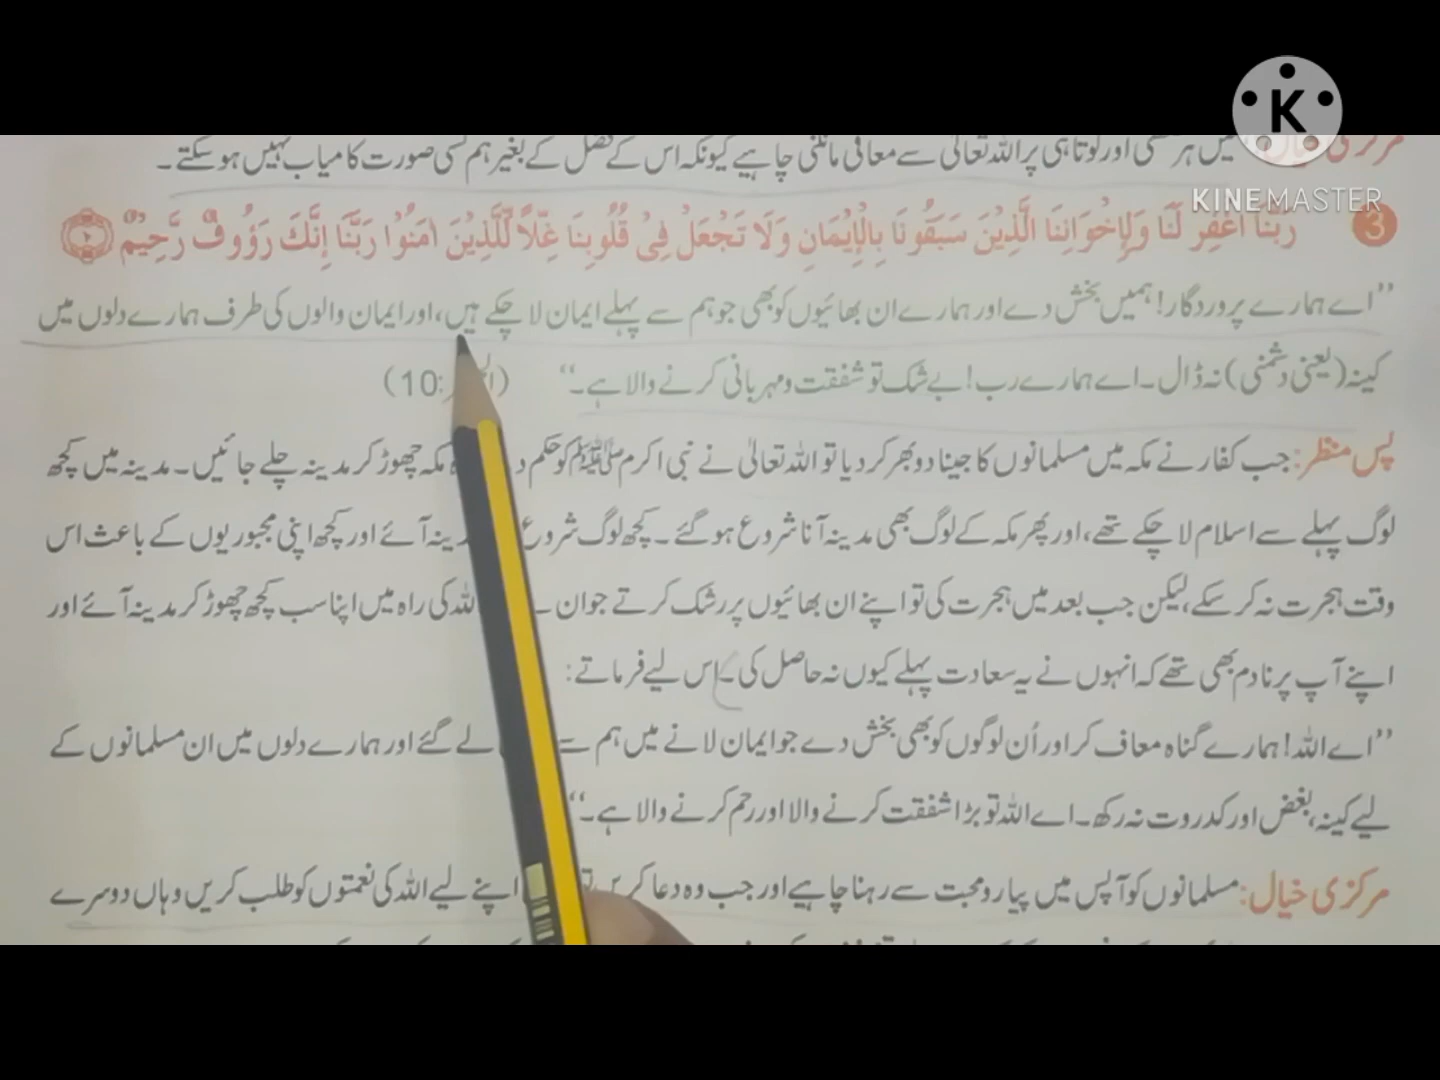 ہر غلطی اور کوتاہی پر اللہ تعالیٰ سے معافی مانگنی چاہیے کیونکہ اس کے فضل کے بغیر ہم کسی صورت کامیاب نہیں ہو سکتے۔
K
KINEMASTER
3 رَبَّنَا اغْفِرْ لَنَا وَلِإِخْوَانِنَا الَّذِيْنَ سَبَقُونَا بِالْإِيْمَانِ وَلَا تَجْعَلْ فِيْ قُلُوبِنَا غِلًّا لِّلَّذِيْنَ اٰمَنُوْا رَبَّنَا إِنَّكَ رَؤُوفٌ رَّحِيْمٌ
”اے ہمارے پروردگار! ہمیں بخش دے اور ہمارے ان بھائیوں کو بھی جو ہم سے پہلے ایمان لا چکے ہیں، اور ایمان والوں کی طرف ہمارے دلوں میں
کینہ (یعنی دشمنی) نہ ڈال۔ اے ہمارے رب! بے شک تو شفقت و مہربانی کرنے والا ہے۔“ (10:
پس منظر: جب کفار نے مکہ میں مسلمانوں کا جینا دوبھر کر دیا تو اللہ تعالیٰ نے نبی اکرم ﷺ کو حکم مکہ چھوڑ کر مدینہ چلے جائیں۔ مدینہ میں کچھ
لوگ پہلے سے اسلام لا چکے تھے، اور پھر مکہ کے لوگ بھی مدینہ آنا شروع ہو گئے۔ کچھ لوگ شروع مدینہ آئے اور کچھ اپنی مجبوریوں کے باعث اس
وقت ہجرت نہ کر سکے، لیکن جب بعد میں ہجرت کی تو اپنے ان بھائیوں پر رشک کرتے جو ان اللہ کی راہ میں اپنا سب کچھ چھوڑ کر مدینہ آئے اور
اپنے آپ پر نادم بھی تھے کہ انہوں نے یہ سعادت پہلے کیوں نہ حاصل کی۔ اس لیے فرماتے:
”اے اللہ! ہمارے گناہ معاف کر اور اُن لوگوں کو بھی بخش دے جو ایمان لانے میں ہم سے لے گئے اور ہمارے دلوں میں ان مسلمانوں کے
لیے کینہ، بغض اور کدروت نہ رکھ۔ اے اللہ تو بڑا شفقت کرنے والا اور رحم کرنے والا ہے۔“
مرکزی خیال: مسلمانوں کو آپس میں پیار و محبت سے رہنا چاہیے اور جب وہ دعا کریں اپنے لیے اللہ کی نعمتوں کو طلب کریں وہاں دوسرے